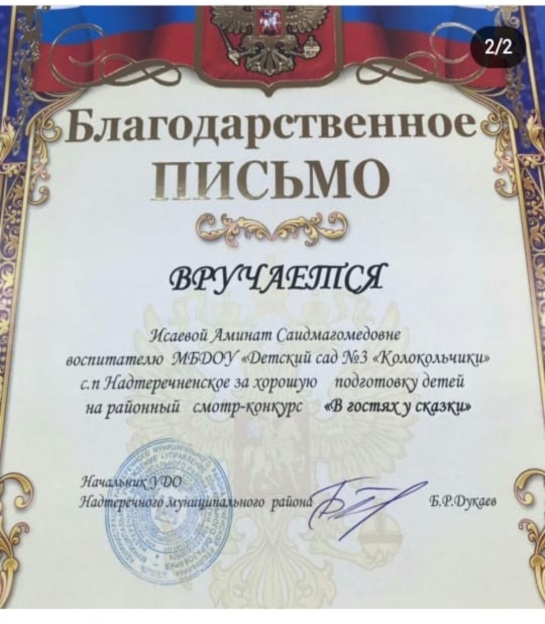 2/2
Благодарственное
ПИСЬМО
ВРУЧАЕТСЯ
Исаевой Аминат Саидмагомедовне
воспитателю МБДОУ «Детский сад №3 «Колокольчики»
с.п Надтеречненское за хорошую подготовку детей
на районный смотр-конкурс «В гостях у сказки»
Начальник УДО
Надтеречного муниципального района
Б.Р.Дукаев